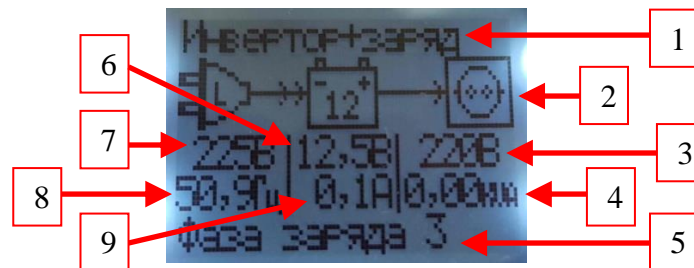 Инвертор+заряд 1
6
- 12 + 2
7 225В 12,5В 220В 3
8 50,9Гц 0,1А 0,00 4
9 Фаза заряда 3 5